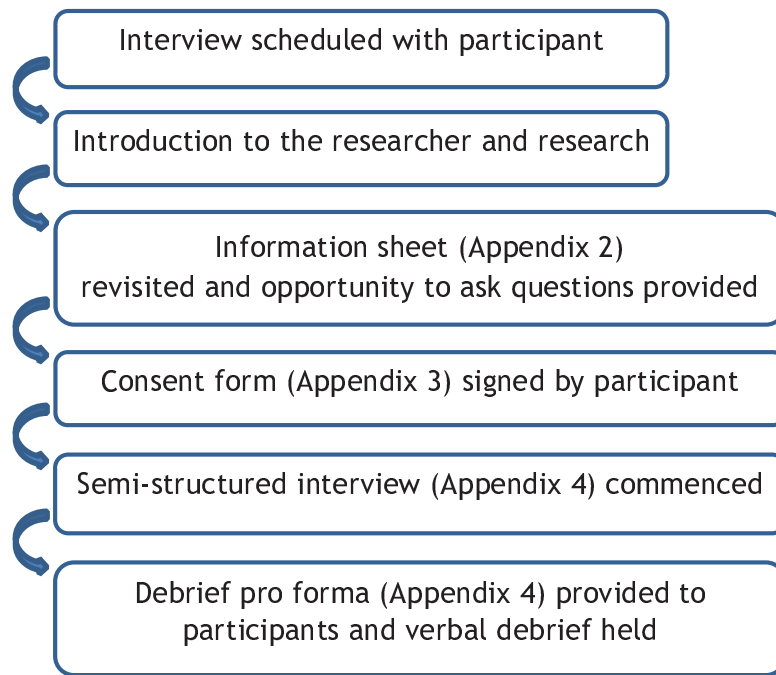 Interview scheduled with participant
Introduction to the researcher and research
Information sheet (Appendix 2)
revisited and opportunity to ask questions provided
Consent form (Appendix 3) signed by participant
Semi-structured interview (Appendix 4) commenced
Debrief pro forma (Appendix 4) provided to
participants and verbal debrief held